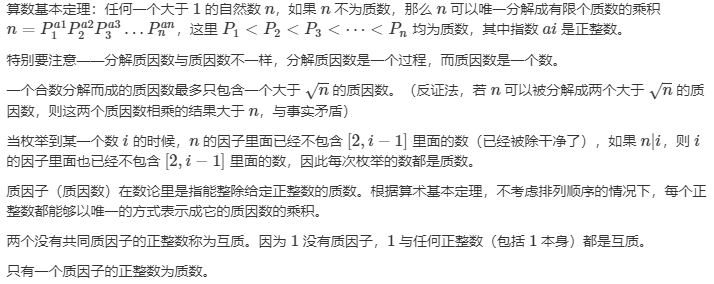 算数基本定理：任何一个大于 1 的自然数 n，如果 n 不为质数，那么 n 可以唯一分解成有限个质数的乘积
n = P₁^{a1}P₂^{a2}P₃^{a3}…Pₙ^{an}，这里 P₁ < P₂ < P₃ < ⋯ < Pₙ 均为质数，其中指数 ai 是正整数。
特别要注意——分解质因数与质因数不一样，分解质因数是一个过程，而质因数是一个数。
一个合数分解而成的质因数最多只包含一个大于 √n 的质因数。（反证法，若 n 可以被分解成两个大于 √n 的质
因数，则这两个质因数相乘的结果大于 n，与事实矛盾）
当枚举到某一个数 i 的时候，n 的因子里面已经不包含 [2, i − 1] 里面的数（已经被除干净了），如果 n|i，则 i
的因子里面也已经不包含 [2, i − 1] 里面的数，因此每次枚举的数都是质数。
质因子（质因数）在数论里是指能整除给定正整数的质数。根据算术基本定理，不考虑排列顺序的情况下，每个正
整数都能够以唯一的方式表示成它的质因数的乘积。
两个没有共同质因子的正整数称为互质。因为 1 没有质因子，1 与任何正整数（包括 1 本身）都是互质。
只有一个质因子的正整数为质数。